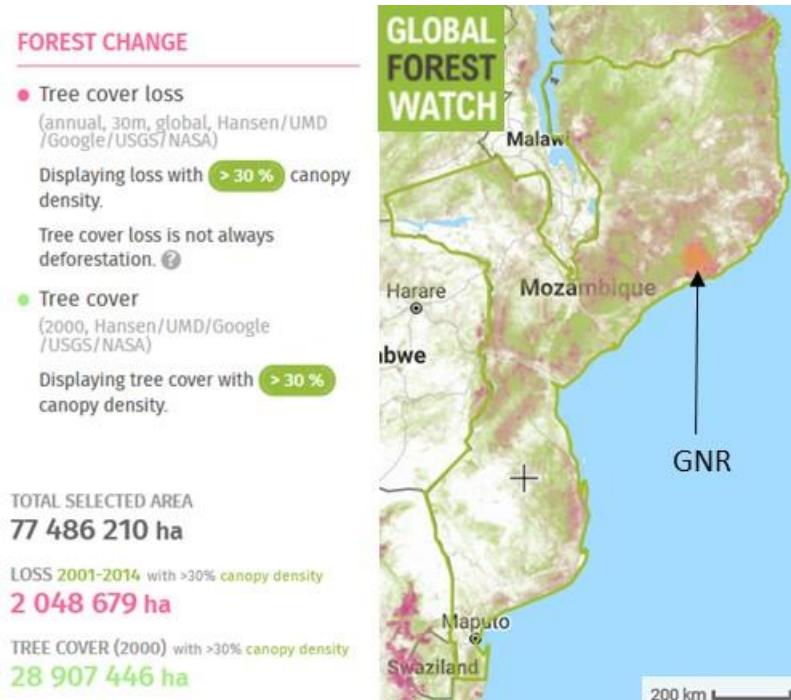 FOREST CHANGE
Tree cover loss
(annual, 30m, global, Hansen/UMD
/Google/USGS/NASA)
Displaying loss with > 30 % canopy
density.
Tree cover loss is not always
deforestation. ?
Tree cover
(2000, Hansen/UMD/Google
/USGS/NASA)
Displaying tree cover with > 30 %
canopy density.
TOTAL SELECTED AREA
77 486 210 ha
LOSS 2001-2014 with >30% canopy density
2 048 679 ha
TREE COVER (2000) with >30% canopy density
28 907 446 ha
GLOBAL
FOREST
WATCH
Malawi
Harare
Mozambique
abwe
GNR
Maputo
Swaziland
200 km